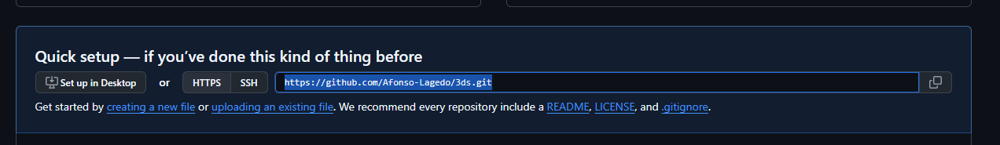 Quick setup — if you’ve done this kind of thing before
Set up in Desktop or HTTPS SSH https://github.com/Afonso-Lagedo/3ds.git
Get started by creating a new file or uploading an existing file. We recommend every repository include a README, LICENSE, and .gitignore.